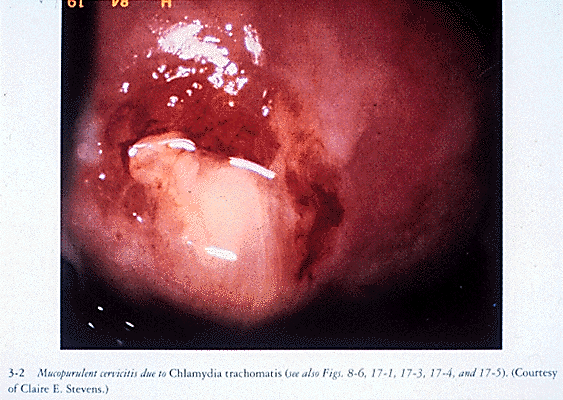 3-2 Mucopurulent cervicitis due to Chlamydia trachomatis (see also Figs. 8-6, 17-1, 17-3, 17-4, and 17-5). (Courtesy
of Claire E. Stevens.)